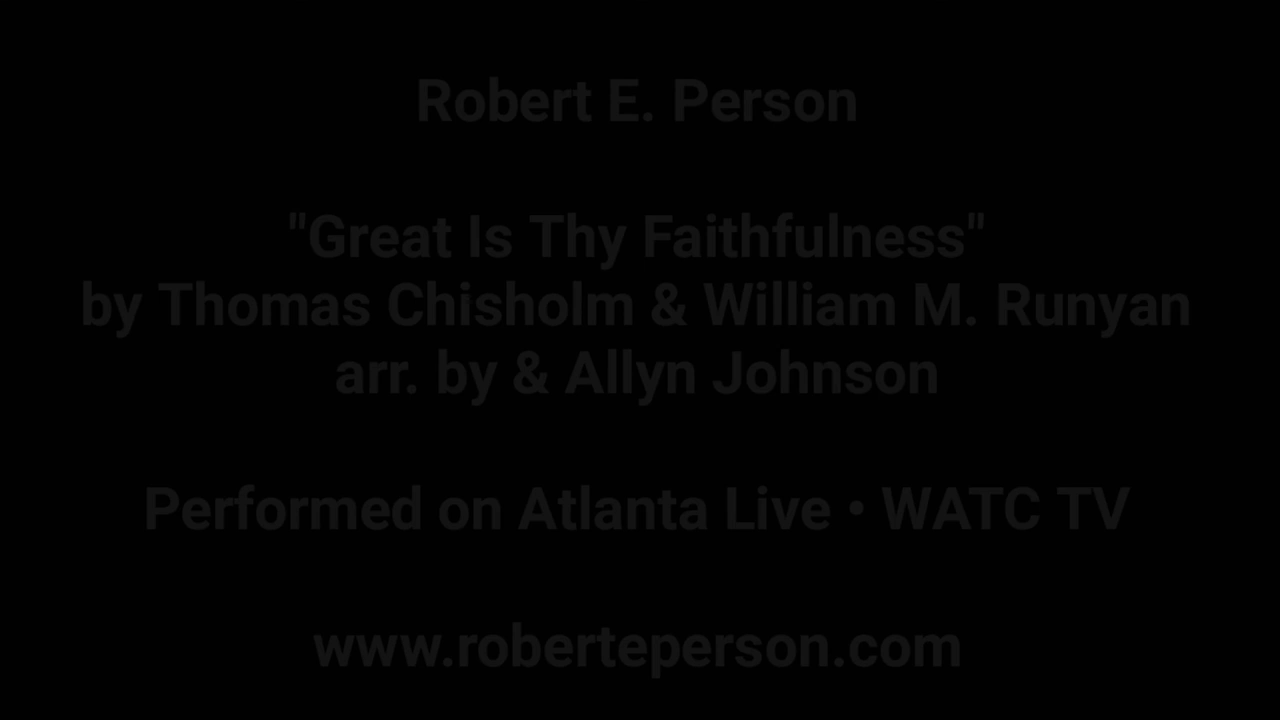 Robert E. Person
"Great Is Thy Faithfulness"
by Thomas Chisholm & William M. Runyan
arr. by & Allyn Johnson
Performed on Atlanta Live • WATC TV
www.roberteperson.com